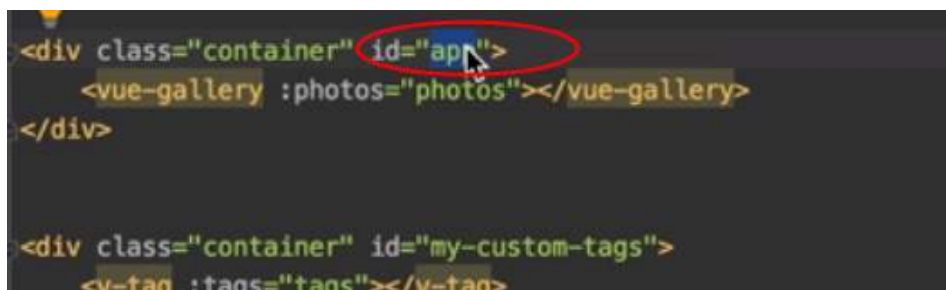 <div class="container" id="app">
<vue-gallery :photos="photos"></vue-gallery>
</div>
<div class="container" id="my-custom-tags">
<v-tag :tags="tags"></v-tag>